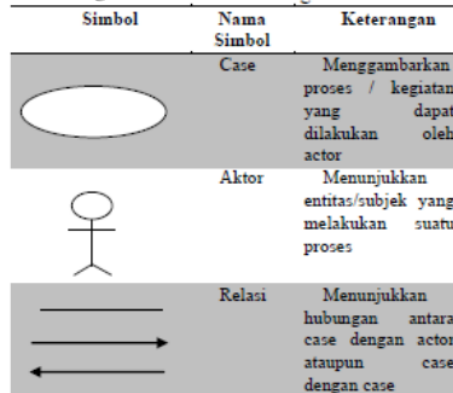 Simbol Nama Keterangan
Simbol
Case Menggambarkan
proses / kegiatan
yang dapat
dilakukan oleh
actor
Aktor Menunjukkan
entitas/subjek yang
melakukan suatu
proses
Relasi Menunjukkan
hubungan antara
case dengan actor
ataupun case
dengan case